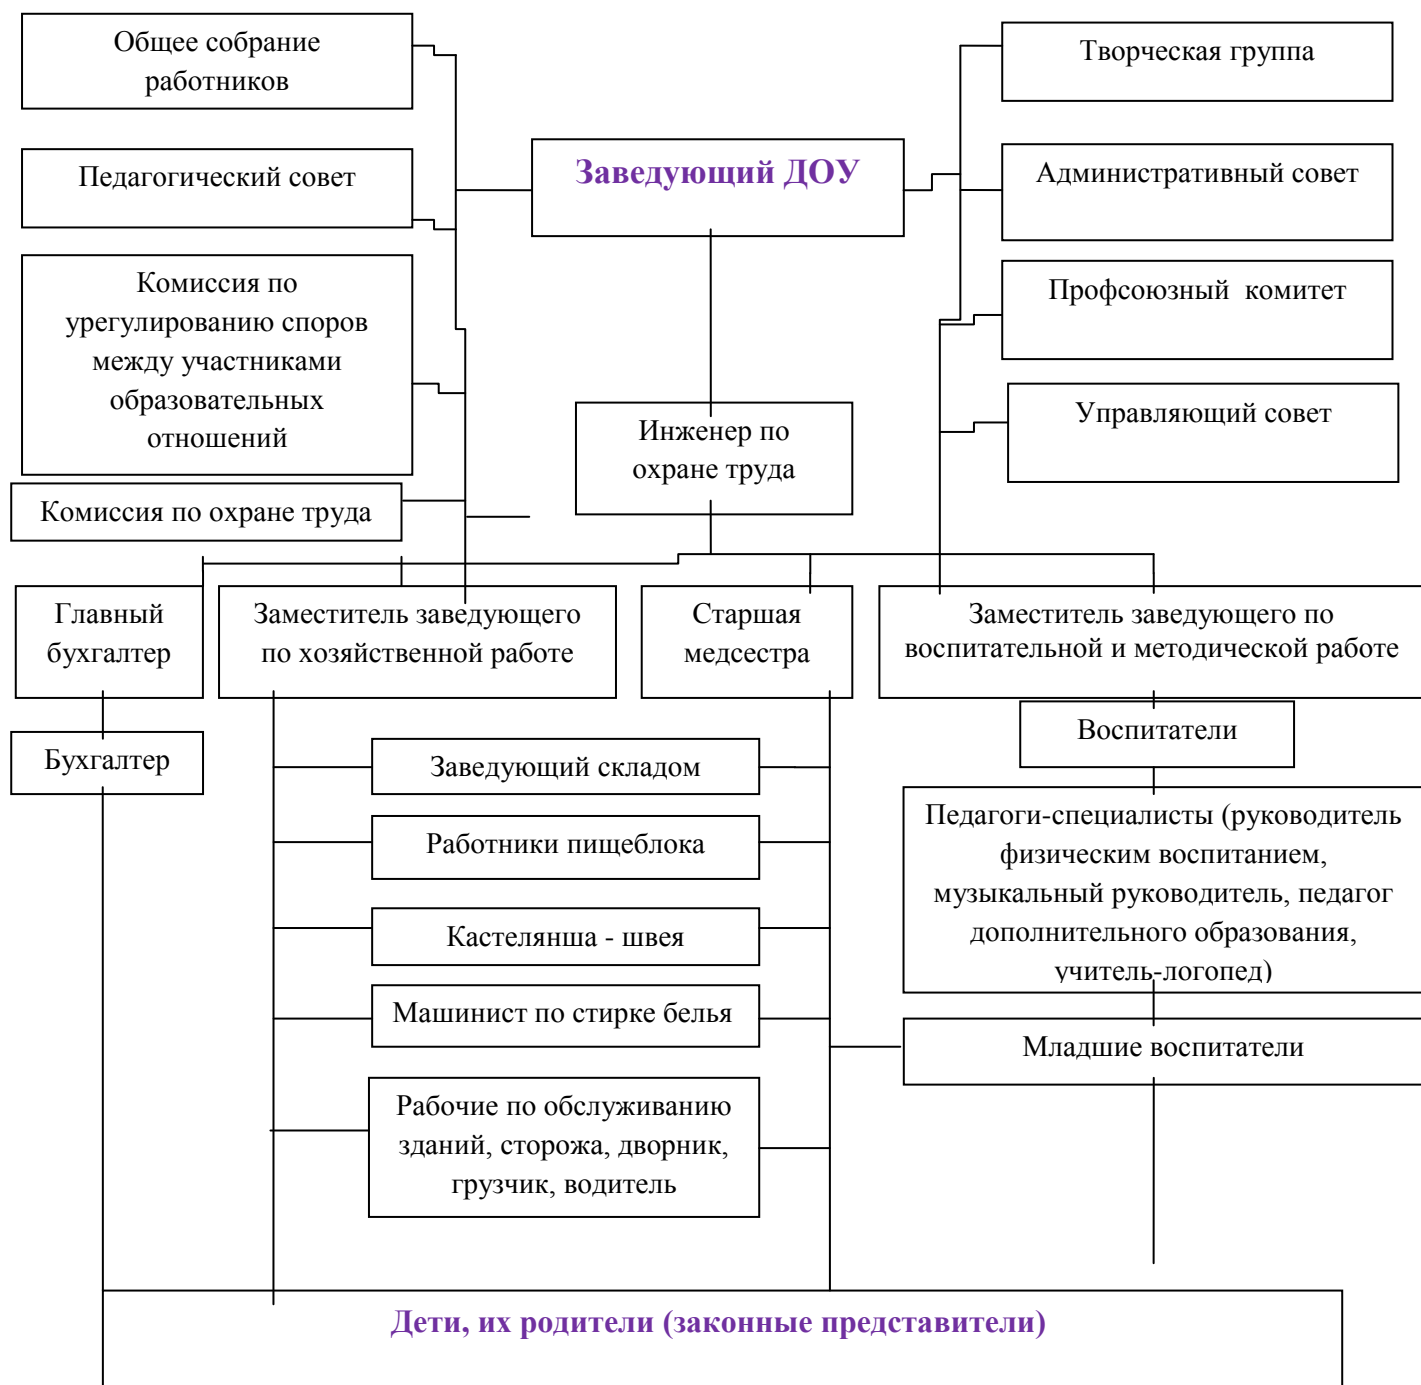 Общее собрание
работников
Творческая группа
Педагогический совет
Заведующий ДОУ
Административный совет
Комиссия по
урегулированию споров
между участниками
образовательных
отношений
Профсоюзный комитет
Инженер по
охране труда
Управляющий совет
Комиссия по охране труда
Главный
бухгалтер
Заместитель заведующего
по хозяйственной работе
Старшая
медсестра
Заместитель заведующего по
воспитательной и методической работе
Бухгалтер
Воспитатели
Заведующий складом
Работники пищеблока
Кастелянша - швея
Машинист по стирке белья
Рабочие по обслуживанию
зданий, сторожа, дворник,
грузчик, водитель
Педагоги-специалисты (руководитель
физическим воспитанием,
музыкальный руководитель, педагог
дополнительного образования,
учитель-логопед)
Младшие воспитатели
Дети, их родители (законные представители)